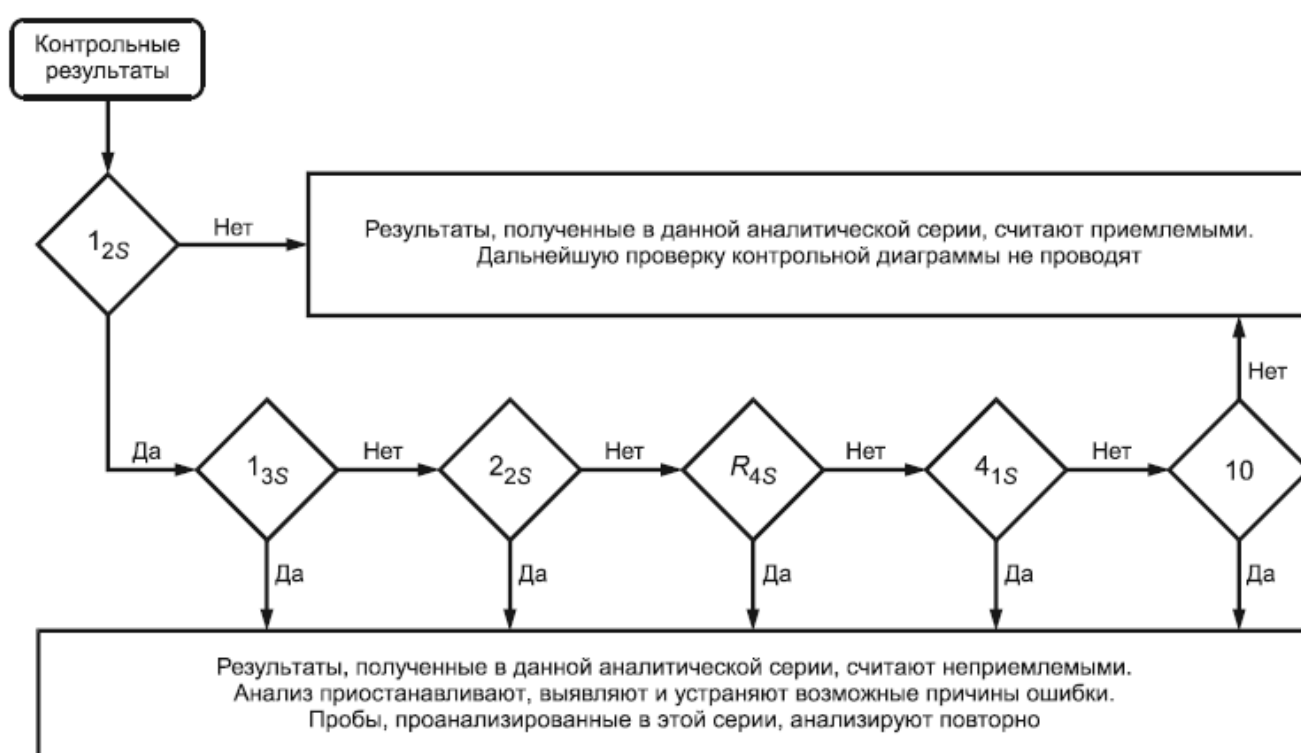 Контрольные
результаты
1₂S
Нет
Результаты, полученные в данной аналитической серии, считают приемлемыми.
Дальнейшую проверку контрольной диаграммы не проводят
Нет
Да
1₃S
Нет
2₂S
Нет
R₄S
Нет
4₁S
Нет
10
Да
Да
Да
Да
Да
Результаты, полученные в данной аналитической серии, считают неприемлемыми.
Анализ приостанавливают, выявляют и устраняют возможные причины ошибки.
Пробы, проанализированные в этой серии, анализируют повторно